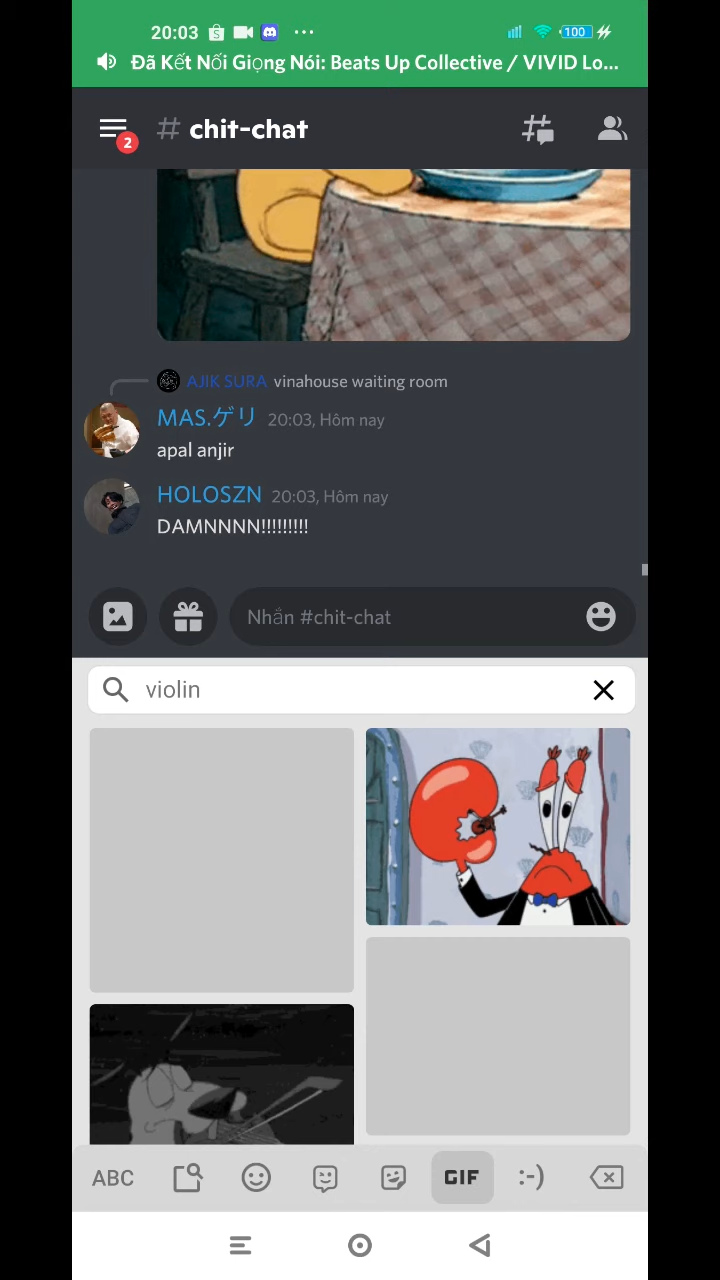 20:03
100
Đã Kết Nối Giọng Nói: Beats Up Collective / VIVID Lo...
2
# chit-chat
AJIK SURA vinahouse waiting room
MAS.ゲリ 20:03, Hôm nay
apal anjir
HOLOSZN 20:03, Hôm nay
DAMNNNN!!!!!!!!!
Nhắn #chit-chat
violin
ABC
GIF
:-)